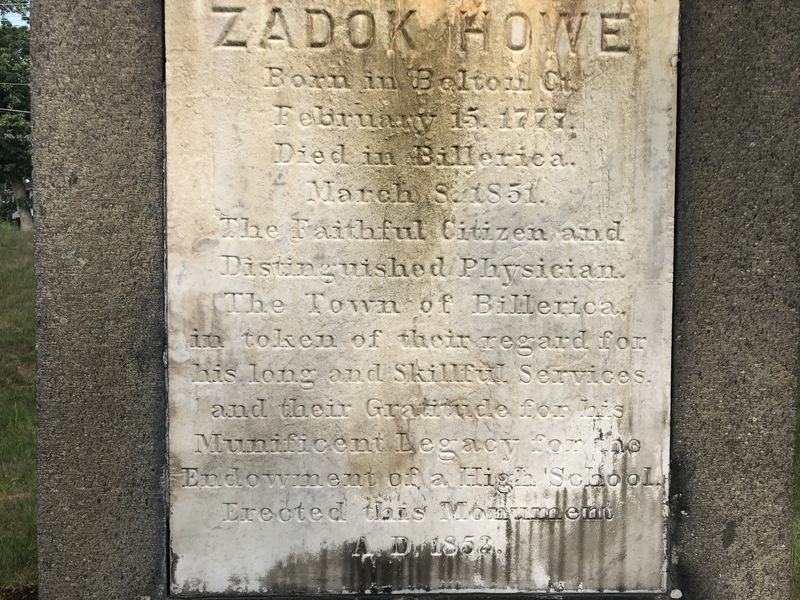 ZADOK HOWE
Born in Bolton Ct.
February 15. 1777.
Died in Billerica.
March 8. 1851.
The Faithful Citizen and
Distinguished Physician.
The Town of Billerica,
in token of their regard for
his long and Skillful Services.
and their Gratitude for his
Munificent Legacy for the
Endowment of a High School.
Erected this Monument
A. D. 1852.